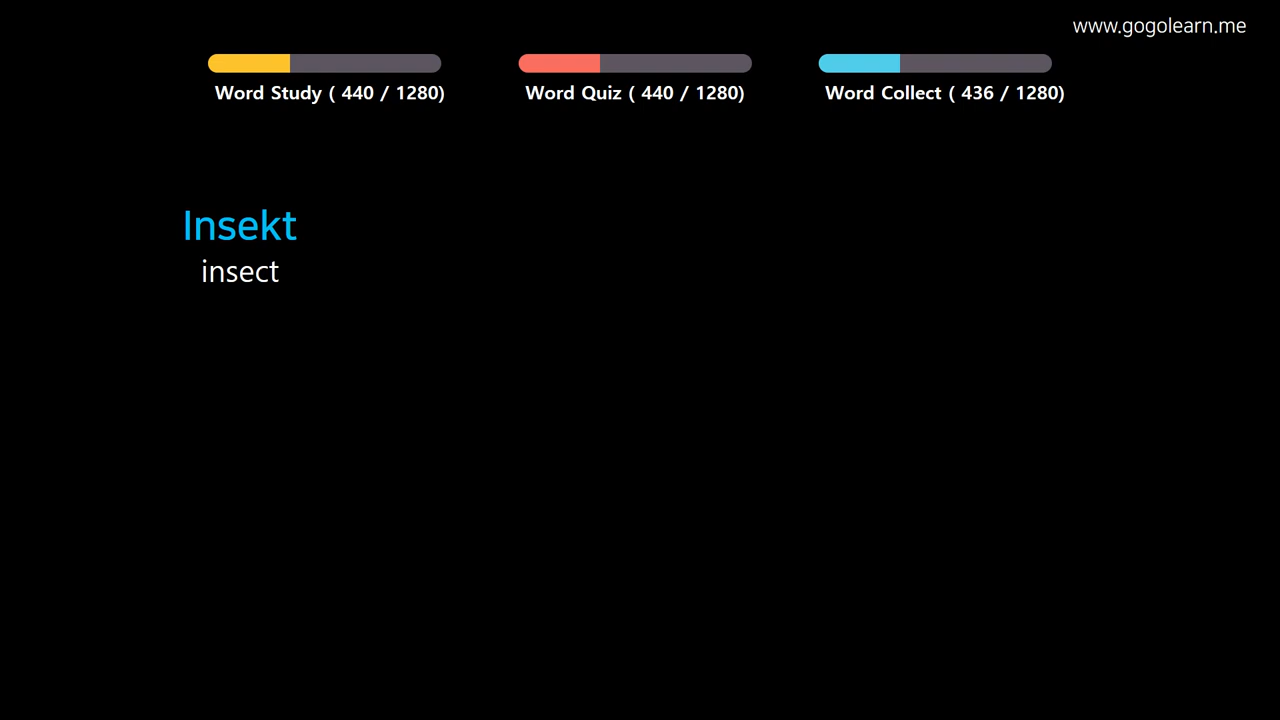 www.gogolearn.me
Word Study ( 440 / 1280)
Word Quiz ( 440 / 1280)
Word Collect ( 436 / 1280)
Insekt
insect